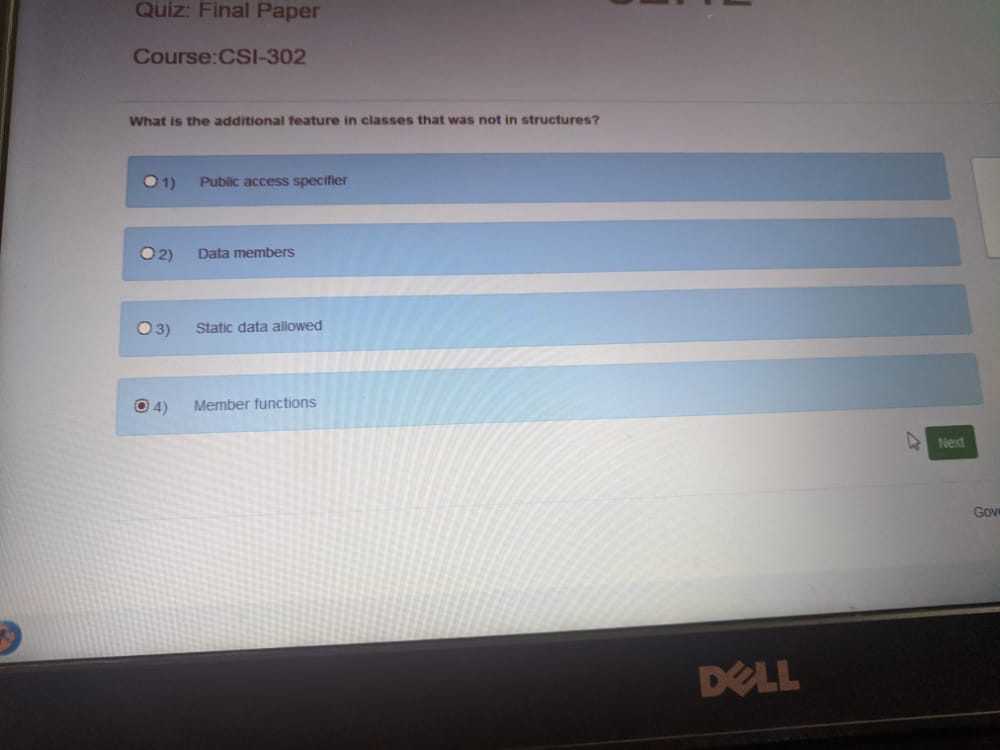 Quiz: Final Paper
Course:CSI-302
What is the additional feature in classes that was not in structures?
1) Public access specifier
2) Data members
3) Static data allowed
4) Member functions
Next
DELL